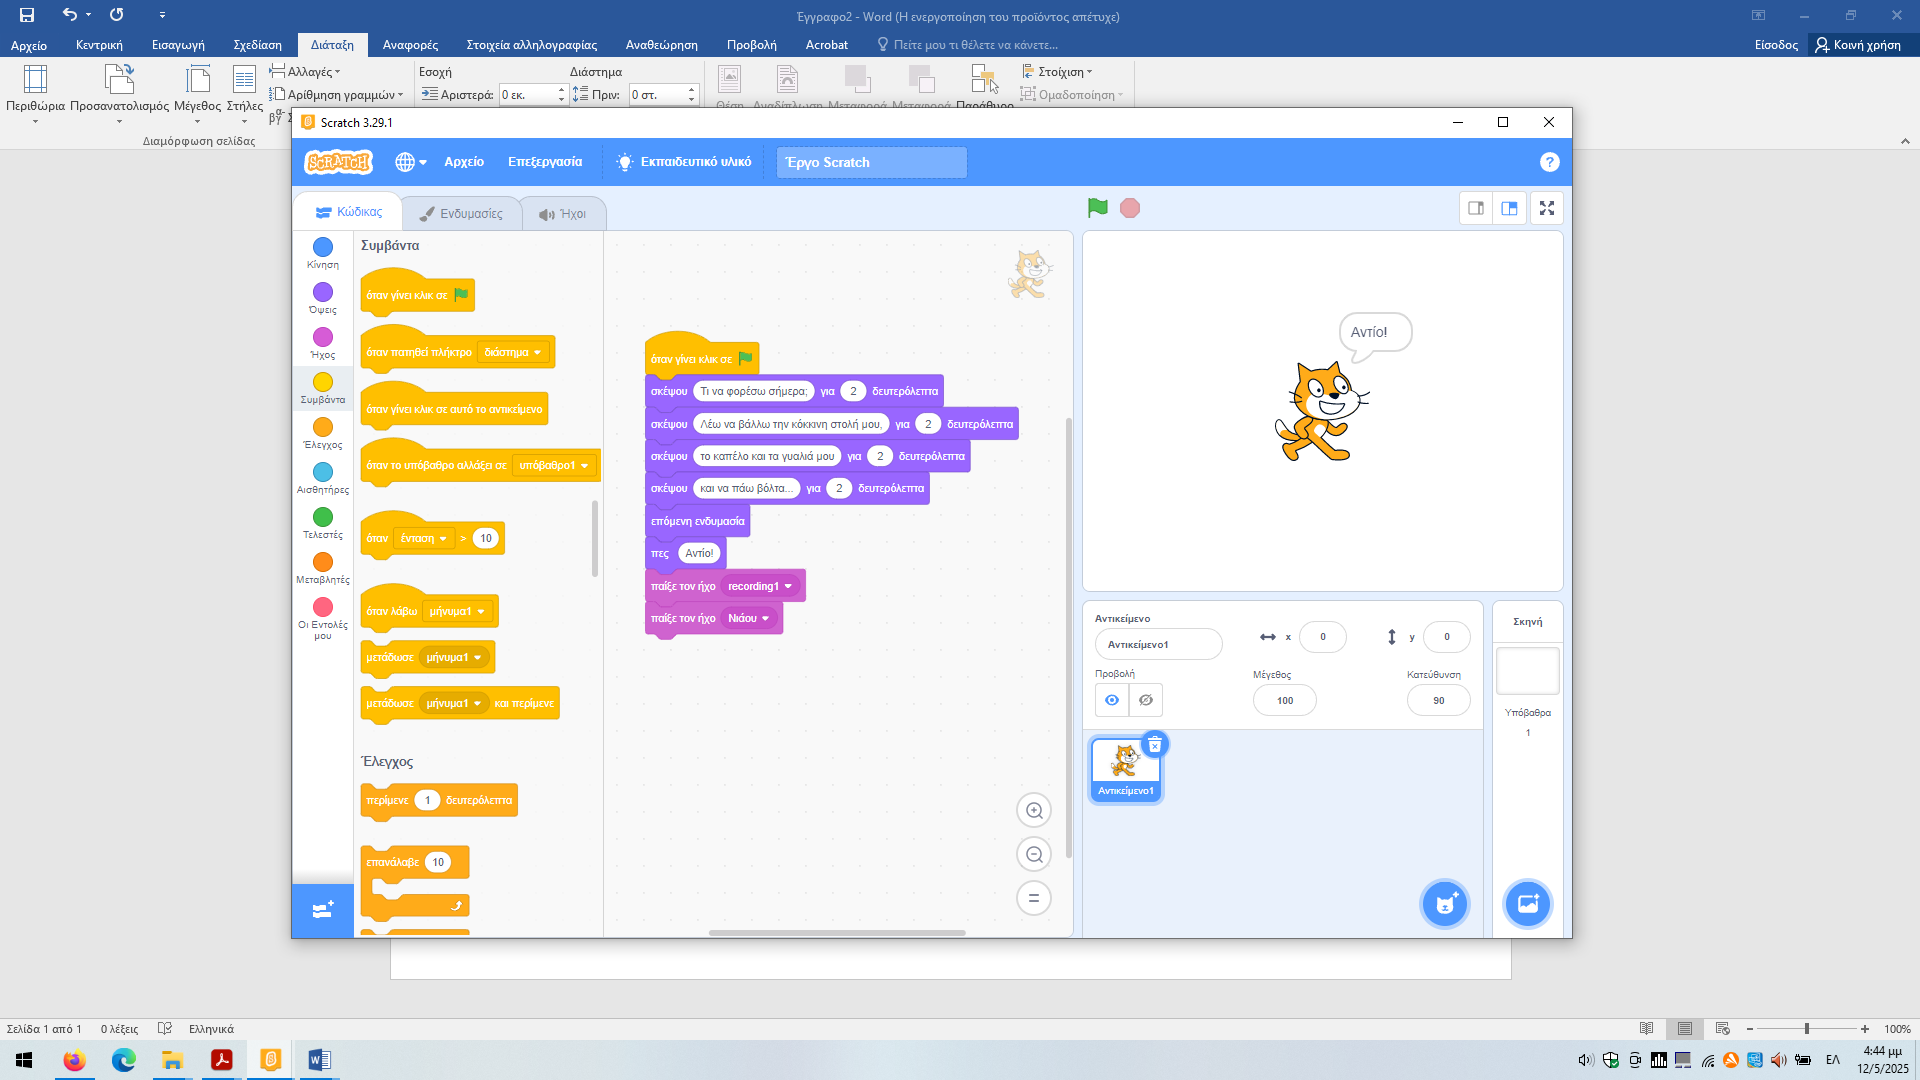 Έγγραφο2 - Word (Η ενεργοποίηση του προϊόντος απέτυχε)
Αρχείο Κεντρική Εισαγωγή Σχεδίαση Διάταξη Αναφορές Στοιχεία αλληλογραφίας Αναθεώρηση Προβολή Acrobat Πείτε μου τι θέλετε να κάνετε... Είσοδος Κοινή χρήση
Αλλαγές Εσοχή Διάστημα Στοίχιση
Αρίθμηση γραμμών Αριστερά: 0 εκ. Πριν: 0 στ. Ομαδοποίηση
Περιθώρια Προσανατολισμός Μέγεθος Στήλες Θέση Αναδίπλωση Μεταφορά Μεταφορά Παράθυρο
Διαμόρφωση σελίδας
Scratch 3.29.1
SCRATCH Αρχείο Επεξεργασία Εκπαιδευτικό υλικό Έργο Scratch ?
Κώδικας Ενδυμασίες Ήχοι
Κίνηση
Όψεις
Ήχος
Συμβάντα
Έλεγχος
Αισθητήρες
Τελεστές
Μεταβλητές
Οι Εντολές
μου
Συμβάντα
όταν γίνει κλικ σε
όταν πατηθεί πλήκτρο διάστημα
όταν γίνει κλικ σε αυτό το αντικείμενο
όταν το υπόβαθρο αλλάξει σε υπόβαθρο1
όταν ένταση > 10
όταν λάβω μήνυμα1
μετάδωσε μήνυμα1
μετάδωσε μήνυμα1 και περίμενε
Έλεγχος
περίμενε 1 δευτερόλεπτα
επανάλαβε 10
όταν γίνει κλικ σε
σκέψου Τι να φορέσω σήμερα; για 2 δευτερόλεπτα
σκέψου Λέω να βάλλω την κόκκινη στολή μου, για 2 δευτερόλεπτα
σκέψου το καπέλο και τα γυαλιά μου για 2 δευτερόλεπτα
σκέψου και να πάω βόλτα... για 2 δευτερόλεπτα
επόμενη ενδυμασία
πες Αντίο!
παίξε τον ήχο recording1
παίξε τον ήχο Νιάου
Αντίο!
Αντικείμενο
Αντικείμενο1 x 0 y 0
Προβολή Μέγεθος Κατεύθυνση
100 90
Αντικείμενο1
Σκηνή
Υπόβαθρα
1
Σελίδα 1 από 1 0 λέξεις Ελληνικά 100%
ΕΛ 4:44 μμ
12/5/2025